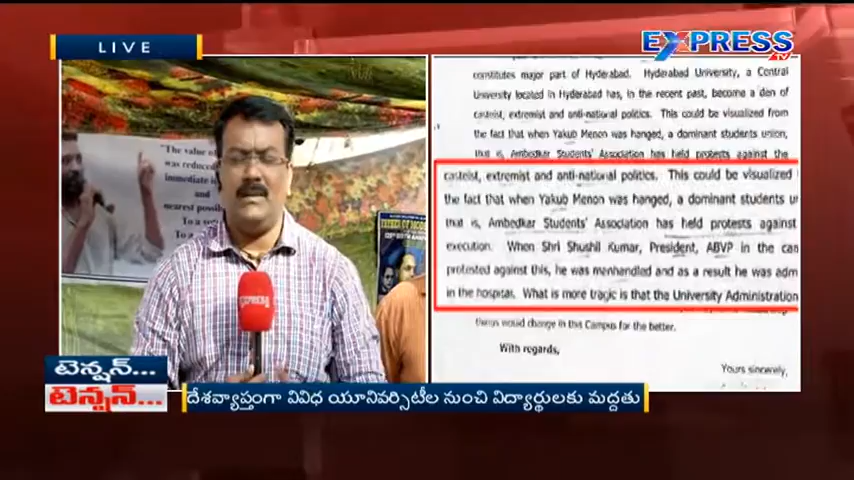 LIVE
EXPRESS
TV
constitutes major part of Hyderabad. Hyderabad University, a Central
University located in Hyderabad has, in the recent past, become a den of
casteist, extremist and anti-national politics. This could be visualized from
the fact that when Yakub Menon was hanged, a dominant students union,
that is, Ambedkar Students' Association has held protests against the
casteist, extremist and anti-national politics. This could be visualized
the fact that when Yakub Menon was hanged, a dominant students
that is, Ambedkar Students' Association has held protests against
execution. When Shri Shushil Kumar, President, ABVP in the
protested against this, he was manhandled and as a result he was adm
in the hospital. What is more tragic is that the University Administration
things would change in this Campus for the better.
With regards,
Yours sincerely,
"The value of
was reduced
immediate
and
nearest
To a
express
టెన్షన్...
టెన్షన్...
దేశవ్యాప్తంగా వివిధ యూనివర్సిటీల నుంచి విద్యార్థులకు మద్దతు